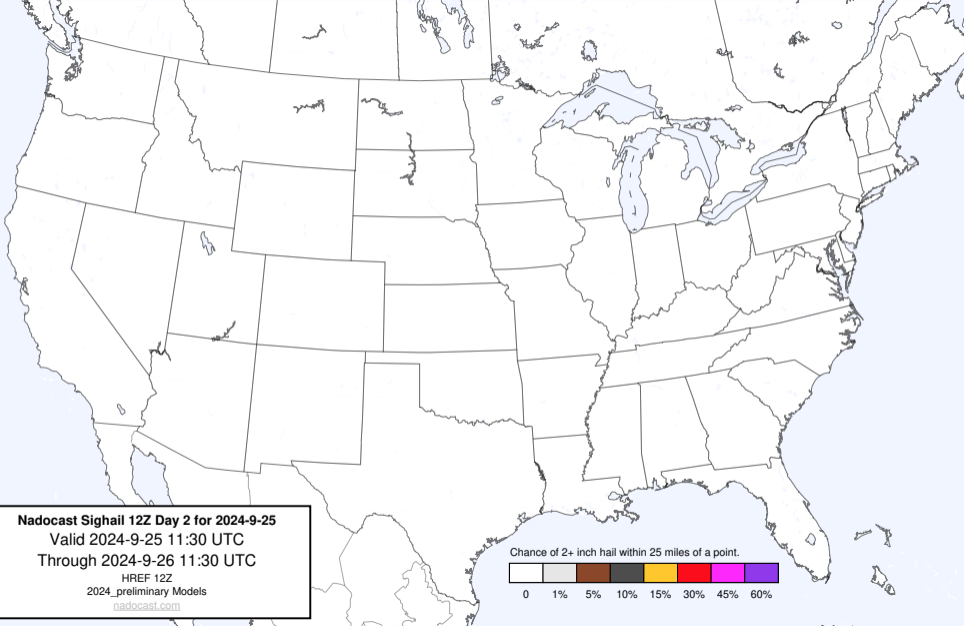 Nadocast Sighail 12Z Day 2 for 2024-9-25
Valid 2024-9-25 11:30 UTC
Through 2024-9-26 11:30 UTC
HREF 12Z
2024_preliminary Models
nadocast.com
Chance of 2+ inch hail within 25 miles of a point.
0 1% 5% 10% 15% 30% 45% 60%